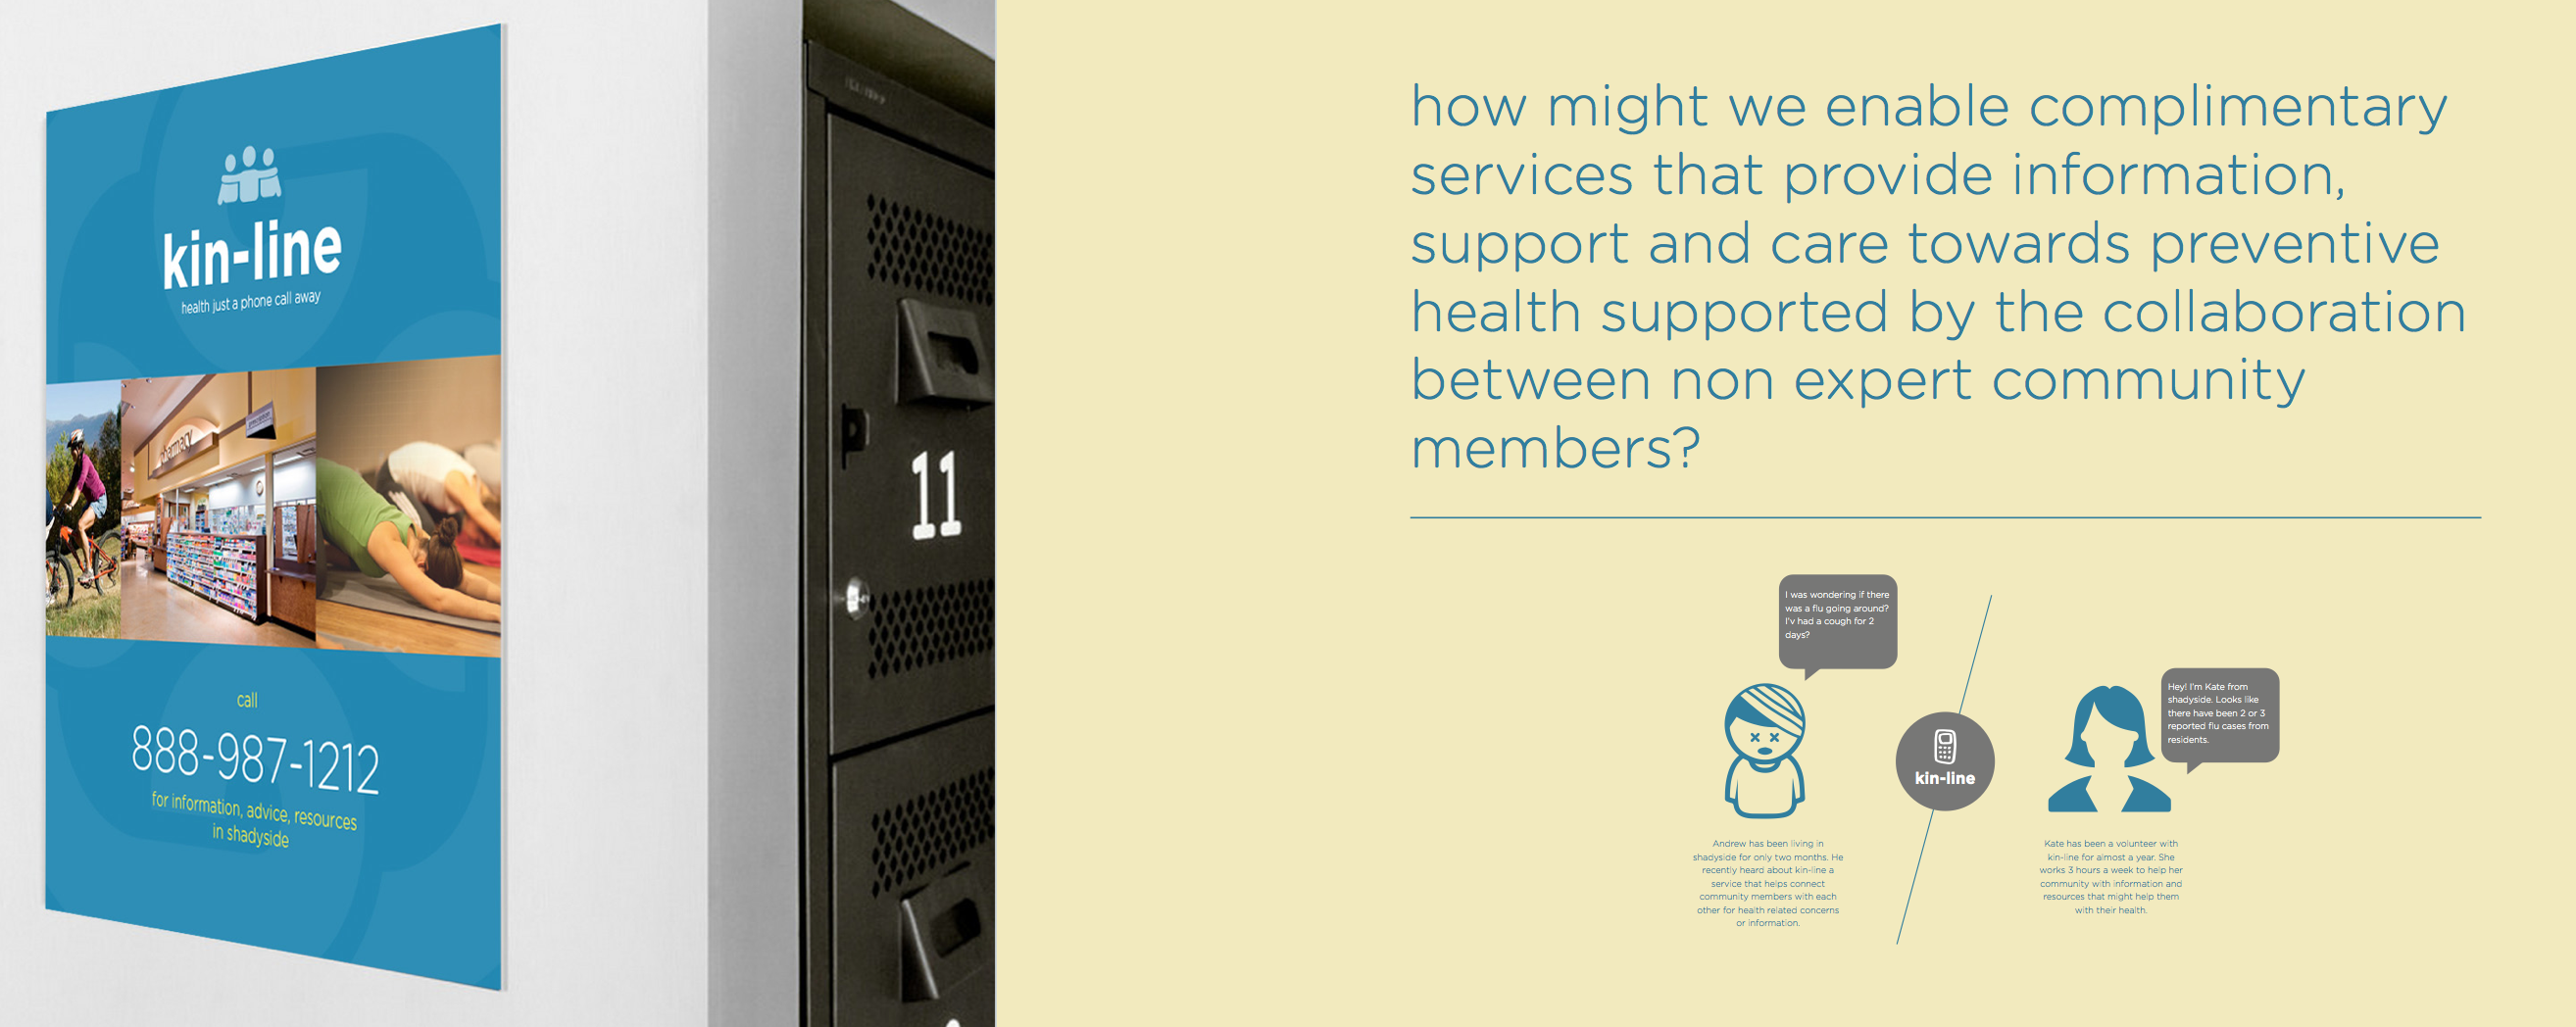 kin-line
health just a phone call away
pharmacy
call
888-987-1212
for information, advice, resources
in shadyside
11
how might we enable complimentary
services that provide information,
support and care towards preventive
health supported by the collaboration
between non expert community
members?
I was wondering if there
was a flu going around?
I'v had a cough for 2
days?
kin-line
Hey! I'm Kate from
shadyside. Looks like
there have been 2 or 3
reported flu cases from
residents.
Andrew has been living in
shadyside for only two months. He
recently heard about kin-line a
service that helps connect
community members with each
other for health related concerns
or information.
Kate has been a volunteer with
kin-line for almost a year. She
works 3 hours a week to help her
community with information and
resources that might help them
with their health.